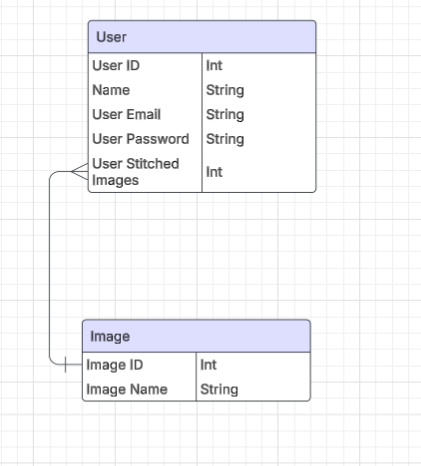 User
User ID Int
Name String
User Email String
User Password String
User Stitched
Images Int
Image
Image ID Int
Image Name String